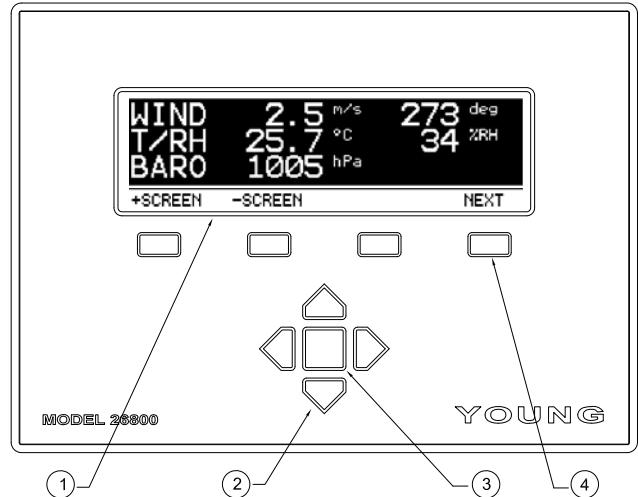 WIND 2.5 m/s 273 deg
T/RH 25.7 °C 34 %RH
BARO 1005 hPa
+SCREEN -SCREEN NEXT
MODEL 26800 YOUNG
1 2 3 4